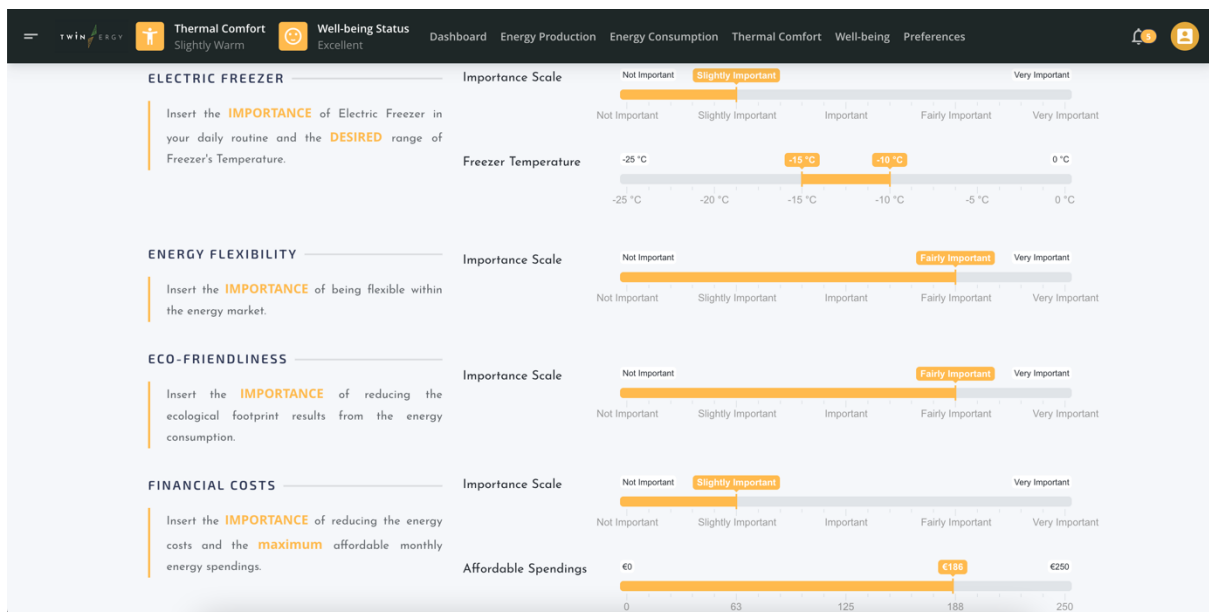 TWINERGY
Thermal Comfort
Slightly Warm
Well-being Status
Excellent
Dashboard Energy Production Energy Consumption Thermal Comfort Well-being Preferences
5
ELECTRIC FREEZER
Insert the IMPORTANCE of Electric Freezer in
your daily routine and the DESIRED range of
Freezer's Temperature.
Importance Scale
Not Important Slightly Important Very Important
Not Important Slightly Important Important Fairly Important Very Important
Freezer Temperature
-25 °C -15 °C -10 °C 0 °C
-25 °C -20 °C -15 °C -10 °C -5 °C 0 °C
ENERGY FLEXIBILITY
Insert the IMPORTANCE of being flexible within
the energy market.
Importance Scale
Not Important Fairly Important Very Important
Not Important Slightly Important Important Fairly Important Very Important
ECO-FRIENDLINESS
Insert the IMPORTANCE of reducing the
ecological footprint results from the energy
consumption.
Importance Scale
Not Important Fairly Important Very Important
Not Important Slightly Important Important Fairly Important Very Important
FINANCIAL COSTS
Insert the IMPORTANCE of reducing the energy
costs and the maximum affordable monthly
energy spendings.
Importance Scale
Not Important Slightly Important Very Important
Not Important Slightly Important Important Fairly Important Very Important
Affordable Spendings
€0 €186 €250
0 63 125 188 250